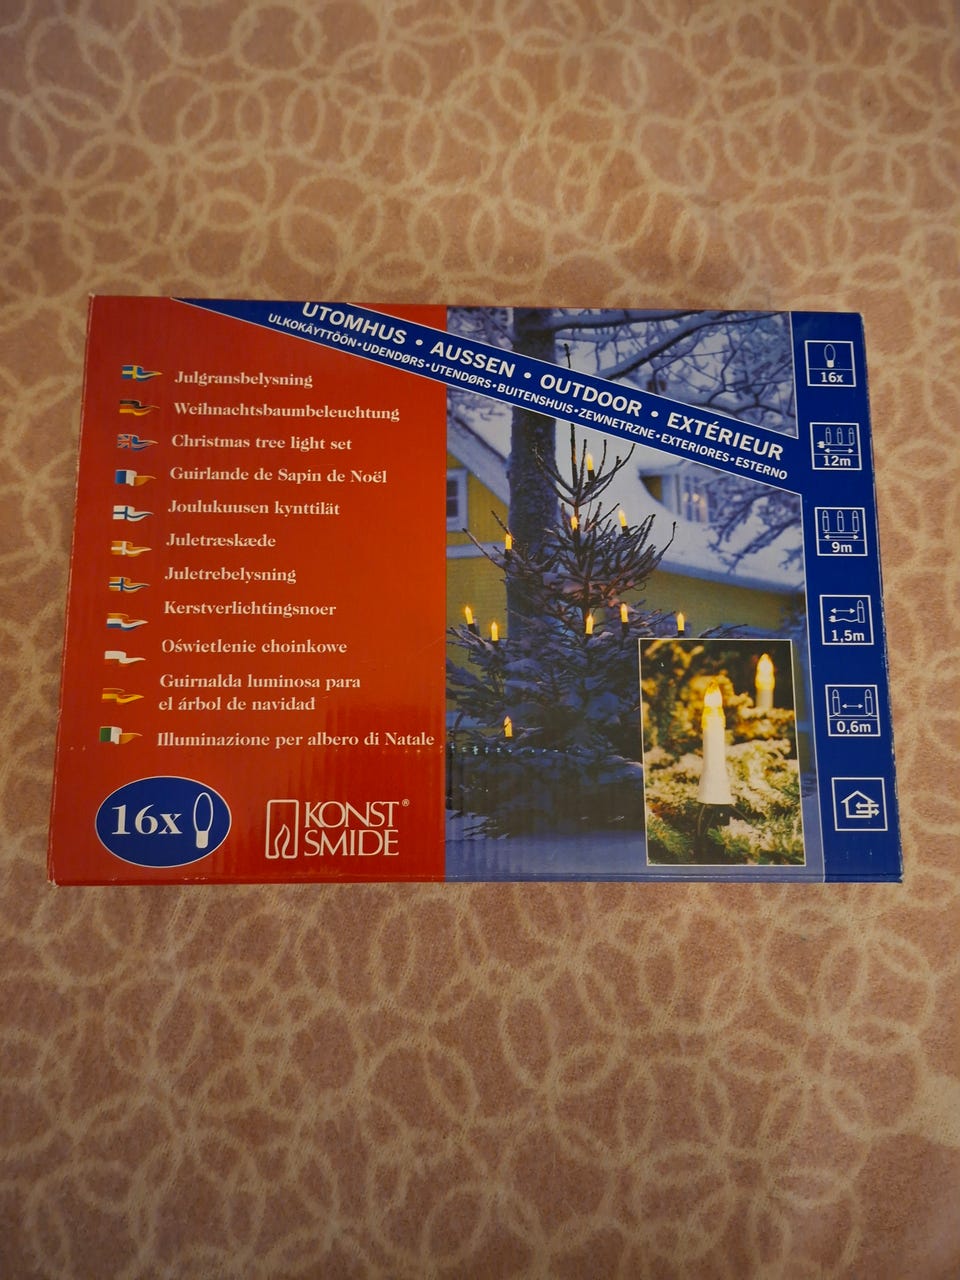 UTOMHUS • AUSSEN • OUTDOOR • EXTÉRIEUR
ULKOKÄYTTÖÖN•UDENDØRS•UTENDØRS•BUITENSHUIS•ZEWNETRZNE•EXTERIORES•ESTERNO
Julgransbelysning
Weihnachtsbaumbeleuchtung
Christmas tree light set
Guirlande de Sapin de Noël
Joulukuusen kynttilät
Juletræskæde
Juletrebelysning
Kerstverlichtingsnoer
Oświetlenie choinkowe
Guirnalda luminosa para
el árbol de navidad
Illuminazione per albero di Natale
16x
KONST®
SMIDE
16x
12m
9m
1,5m
0,6m